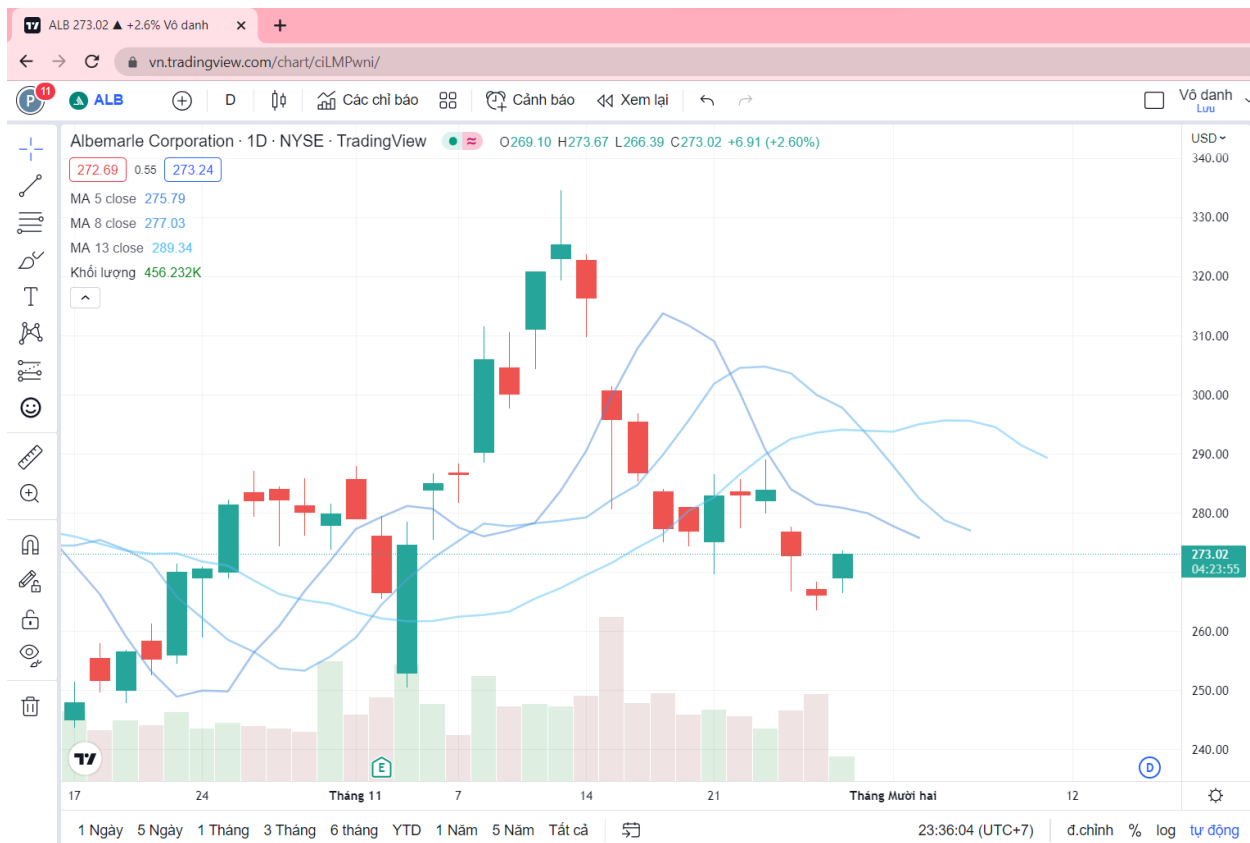 ALB 273.02 ▲ +2.6% Vô danh
vn.tradingview.com/chart/ciLMPwni/
P 11 ALB D Các chỉ báo Cảnh báo Xem lại Vô danh
Lưu
Albemarle Corporation · 1D · NYSE · TradingView O269.10 H273.67 L266.39 C273.02 +6.91 (+2.60%)
USD
272.69 0.55 273.24
MA 5 close 275.79
MA 8 close 277.03
MA 13 close 289.34
Khối lượng 456.232K
340.00
330.00
320.00
310.00
300.00
290.00
280.00
273.02
04:23:55
260.00
250.00
240.00
E
D
17 24 Tháng 11 7 14 21 Tháng Mười hai 12
1 Ngày 5 Ngày 1 Tháng 3 Tháng 6 tháng YTD 1 Năm 5 Năm Tất cả 23:36:04 (UTC+7) đ.chỉnh % log tự động